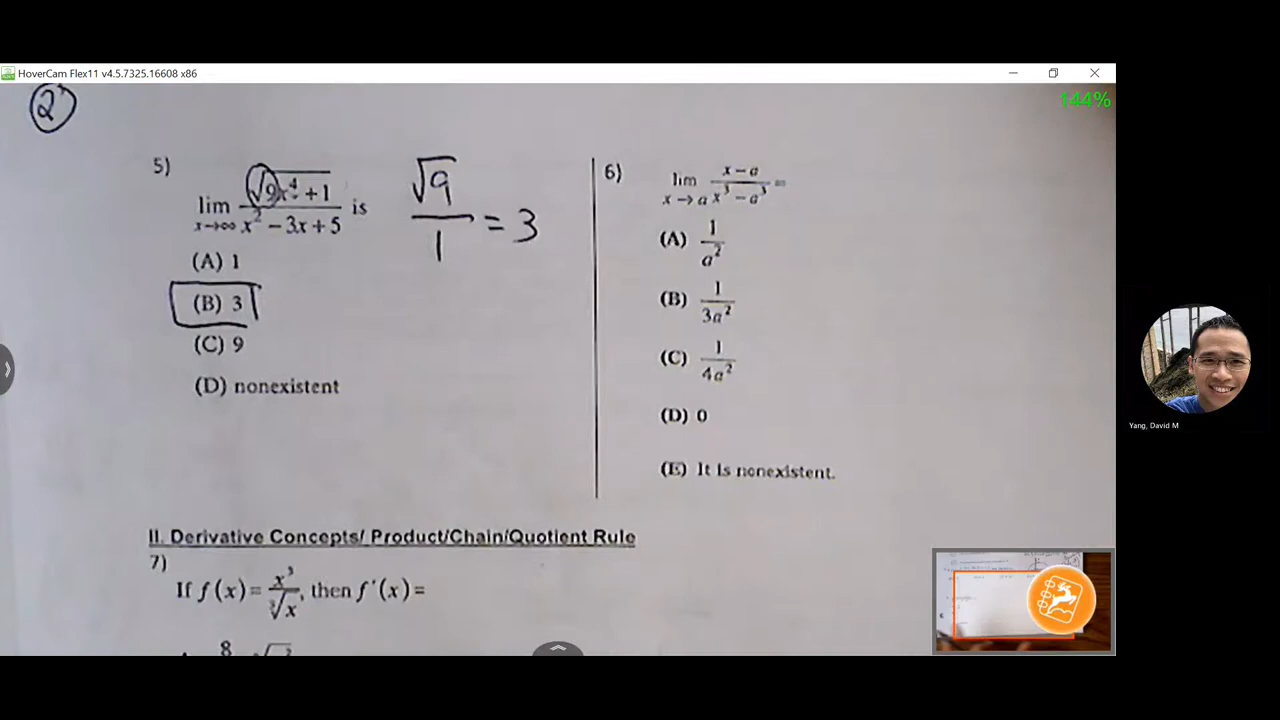 HoverCam Flex11 v4.5.7325.16608 x86
144%
2
5)
lim √(9x⁴ + 1) / (x² − 3x + 5) is
x→∞
(A) 1
(B) 3
(C) 9
(D) nonexistent
√9 / 1 = 3
6)
lim (x − a) / (x³ − a³) =
x→a
(A) 1/a²
(B) 1/3a²
(C) 1/4a²
(D) 0
(E) It is nonexistent.
II. Derivative Concepts/ Product/Chain/Quotient Rule
7)
If f(x) = x³/∛x, then f'(x) =
8
Yang, David M